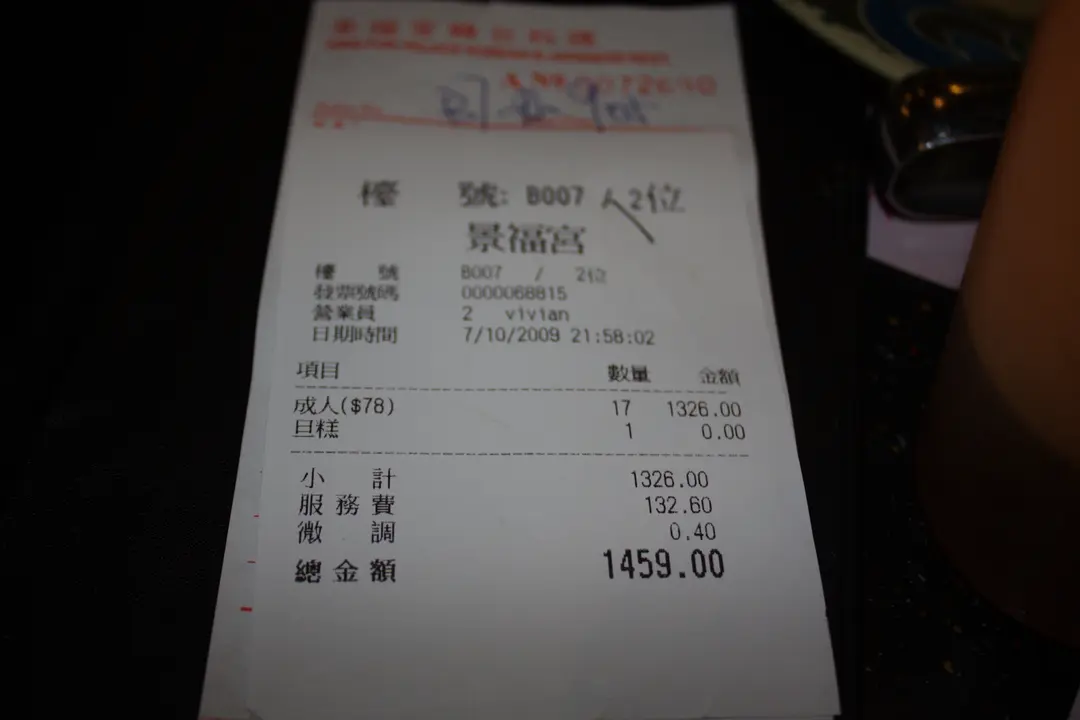 檯 號: B007 人2位
景福宮
檯 號 B007 / 2位
發票號碼 0000068815
營業員 2 vivian
日期時間 7/10/2009 21:58:02
項目 數量 金額
成人($78) 17 1326.00
旦糕 1 0.00
小 計 1326.00
服務費 132.60
微 調 0.40
總金額 1459.00